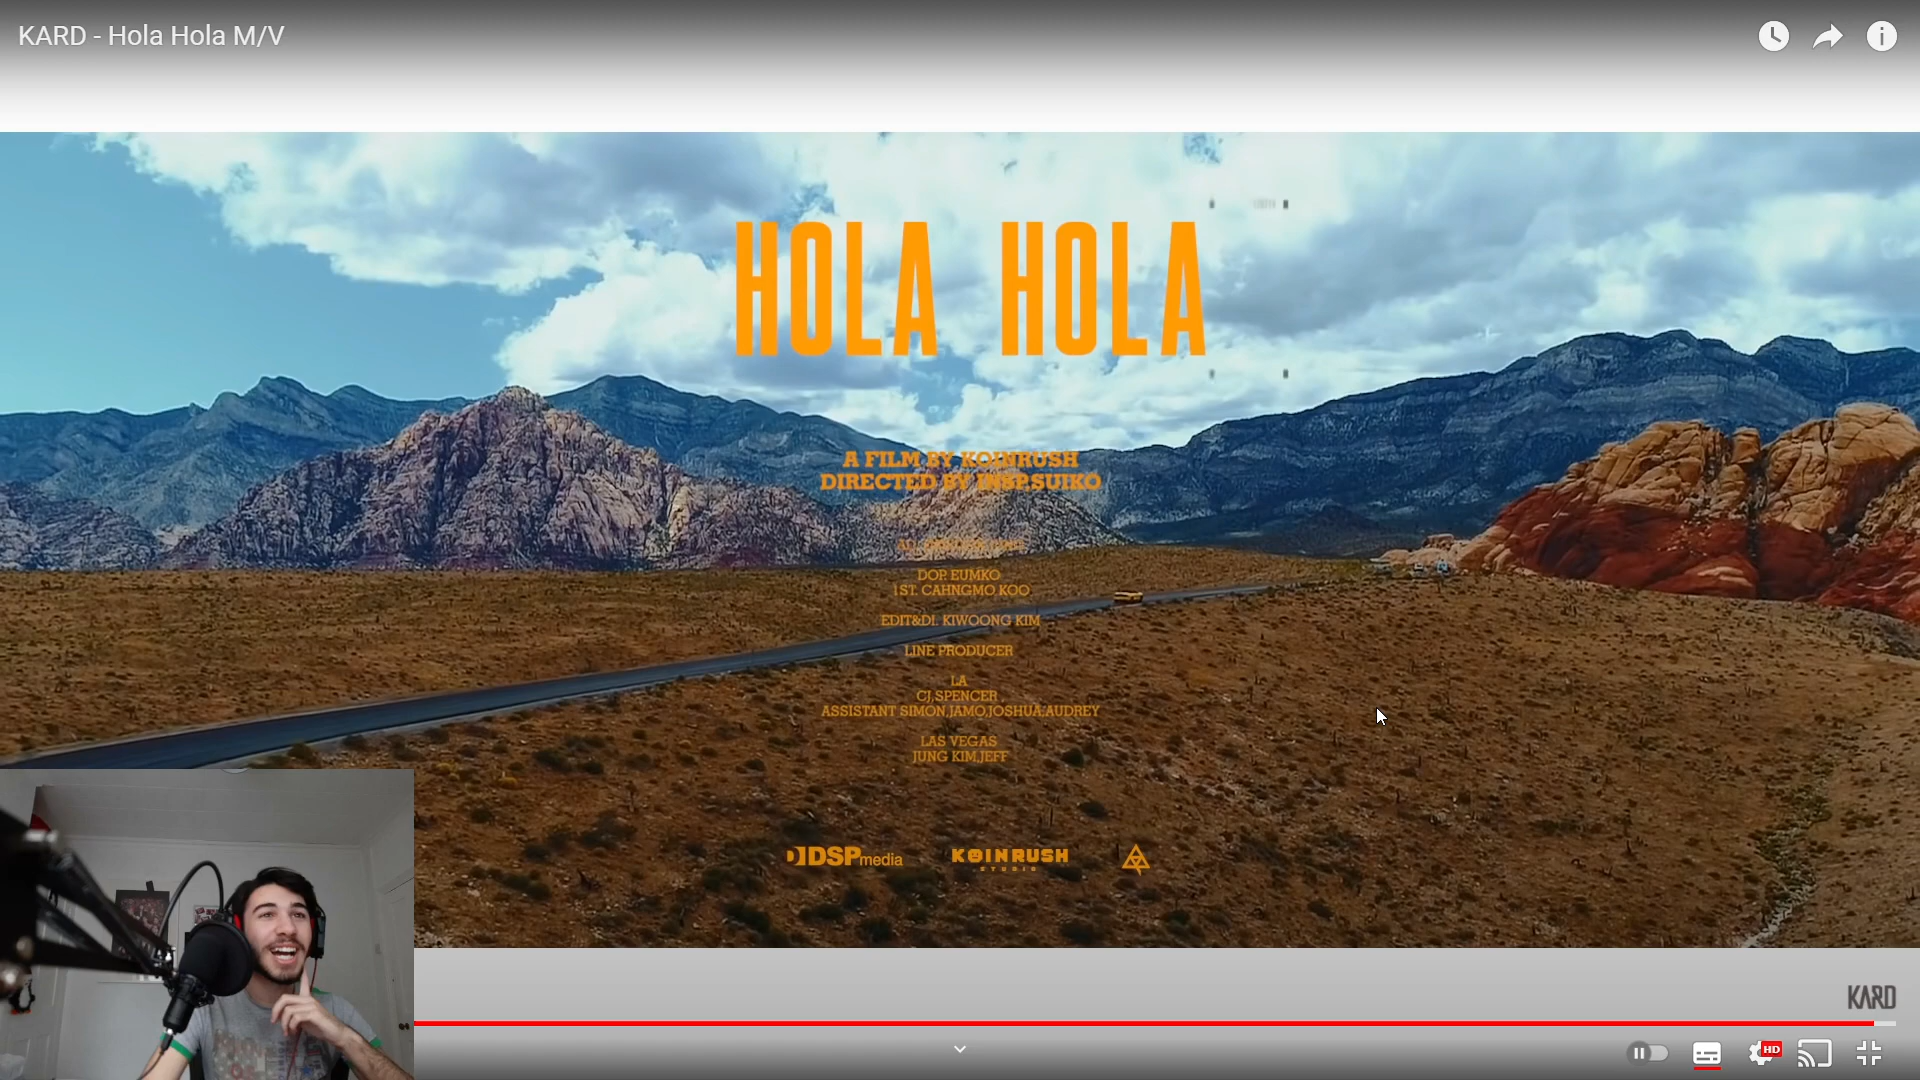 KARD - Hola Hola M/V
HOLA HOLA
A FILM BY KOINRUSH
DIRECTED BY INSP.SUIKO
DOP. EUMKO
1ST. CAHNGMO KOO
EDIT&DI. KIWOONG KIM
LINE PRODUCER
LA
CJ,SPENCER
ASSISTANT SIMON,JAMO,JOSHUA,AUDREY
LAS VEGAS
JUNG KIM,JEFF
DSPmedia
KOINRUSH
STUDIO
KARD
HD